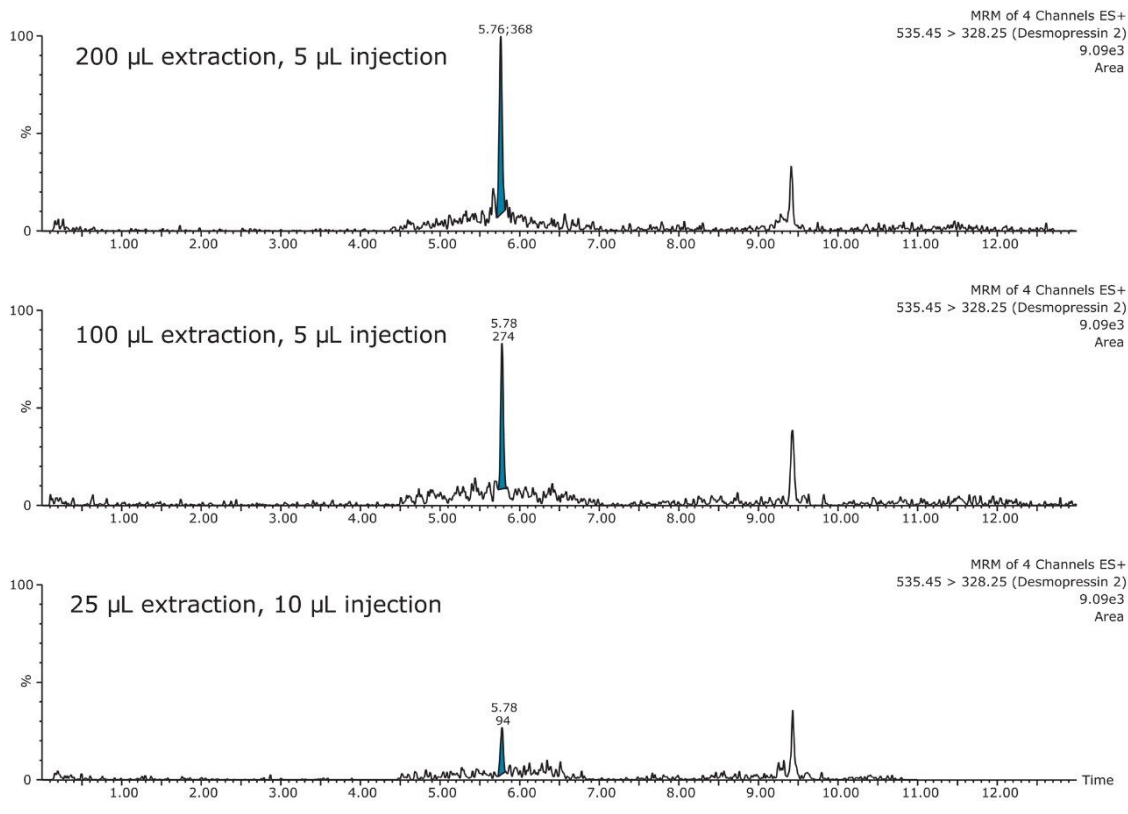 MRM of 4 Channels ES+
535.45 > 328.25 (Desmopressin 2)
9.09e3
Area
5.76;368
200 µL extraction, 5 µL injection
100
%
0
1.00 2.00 3.00 4.00 5.00 6.00 7.00 8.00 9.00 10.00 11.00 12.00
MRM of 4 Channels ES+
535.45 > 328.25 (Desmopressin 2)
9.09e3
Area
5.78
274
100 µL extraction, 5 µL injection
100
%
0
1.00 2.00 3.00 4.00 5.00 6.00 7.00 8.00 9.00 10.00 11.00 12.00
MRM of 4 Channels ES+
535.45 > 328.25 (Desmopressin 2)
9.09e3
Area
25 µL extraction, 10 µL injection
5.78
94
100
%
0
Time
1.00 2.00 3.00 4.00 5.00 6.00 7.00 8.00 9.00 10.00 11.00 12.00